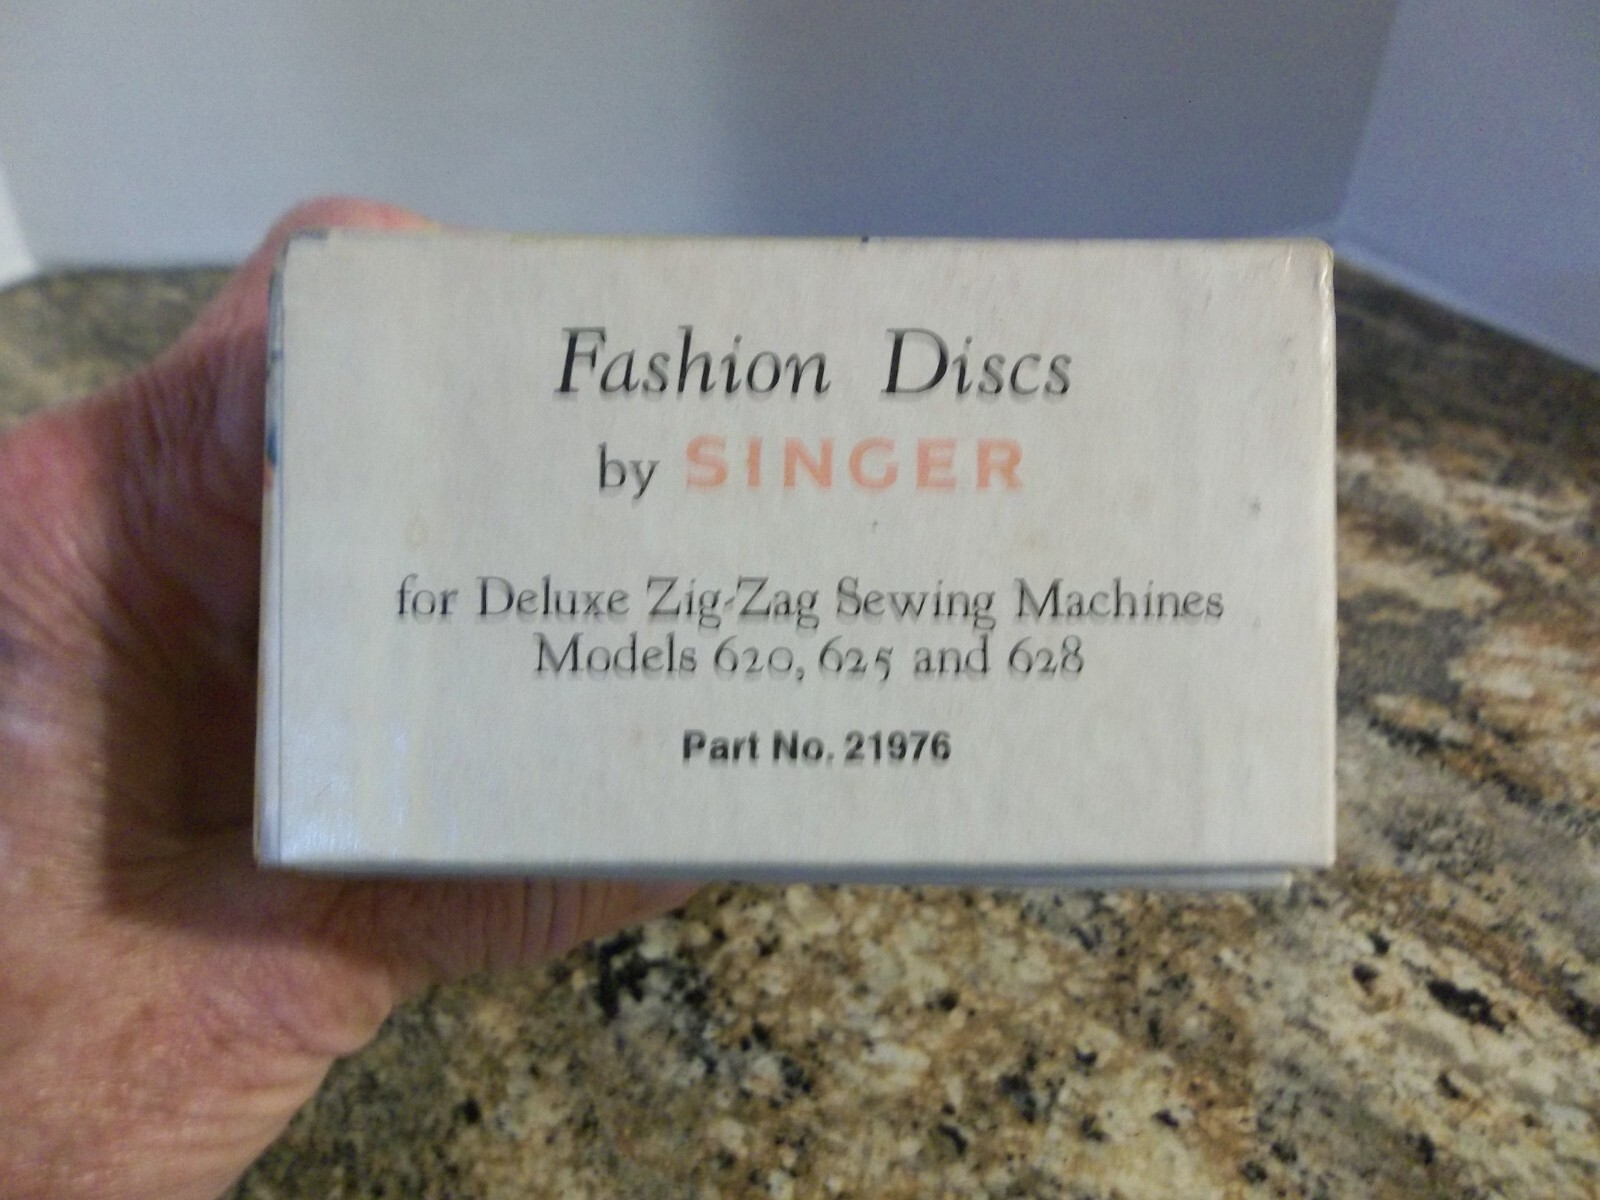 Fashion Discs
by SINGER
for Deluxe Zig-Zag Sewing Machines
Models 620, 625 and 628
Part No. 21976